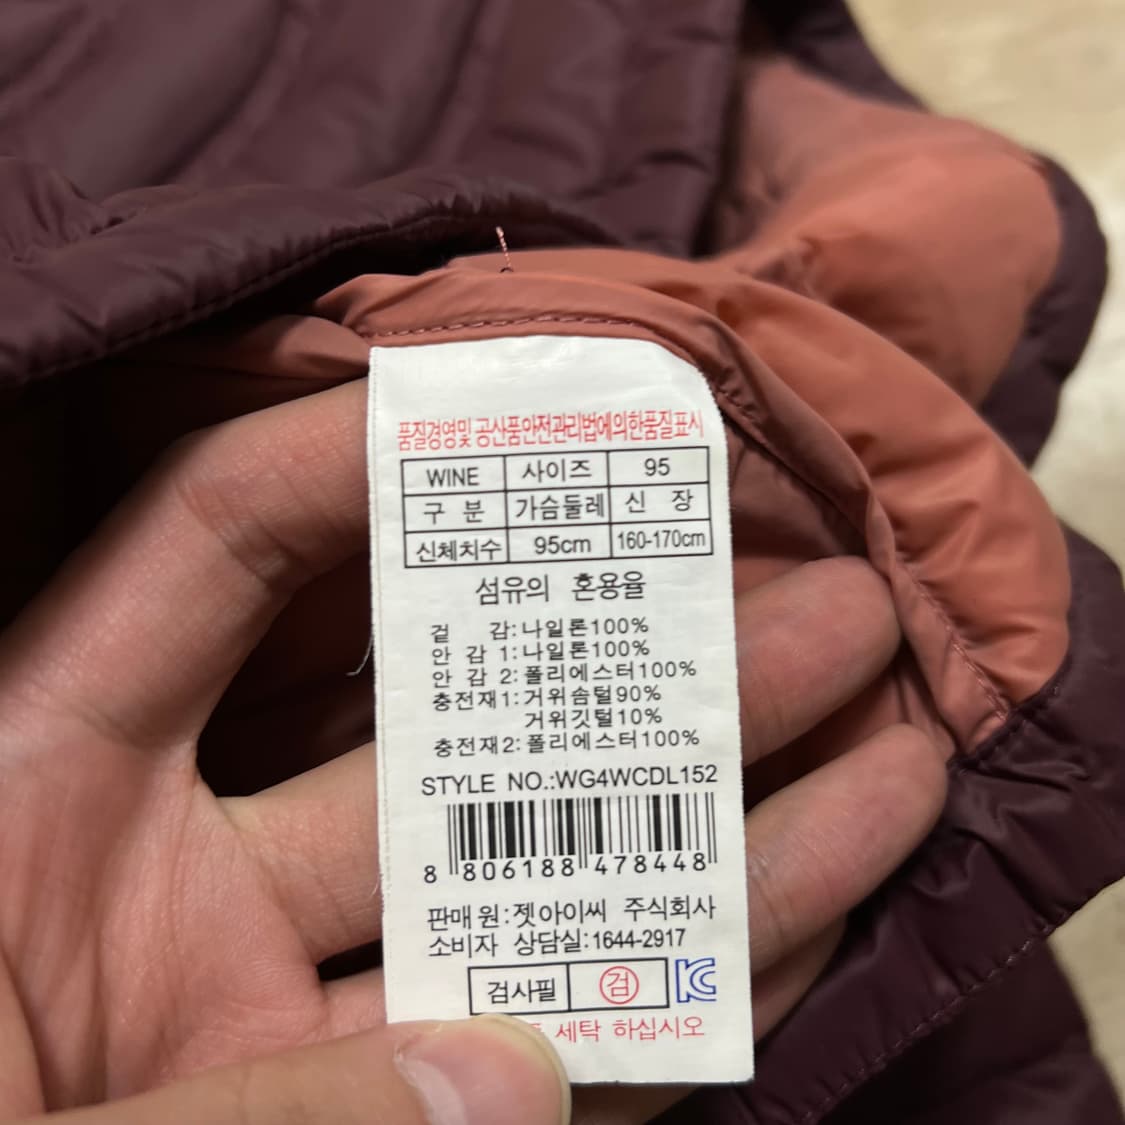 품질경영및 공산품안전관리법에의한품질표시
WINE 사이즈 95
구 분 가슴둘레 신 장
신체치수 95cm 160-170cm
섬유의 혼용율
겉 감:나일론100%
안 감 1:나일론100%
안 감 2:폴리에스터100%
충전재1:거위솜털90%
거위깃털10%
충전재2:폴리에스터100%
STYLE NO.:WG4WCDL152
8 806188 478448
판매원:젯아이씨 주식회사
소비자 상담실:1644-2917
검사필 검 KC
세탁 하십시오